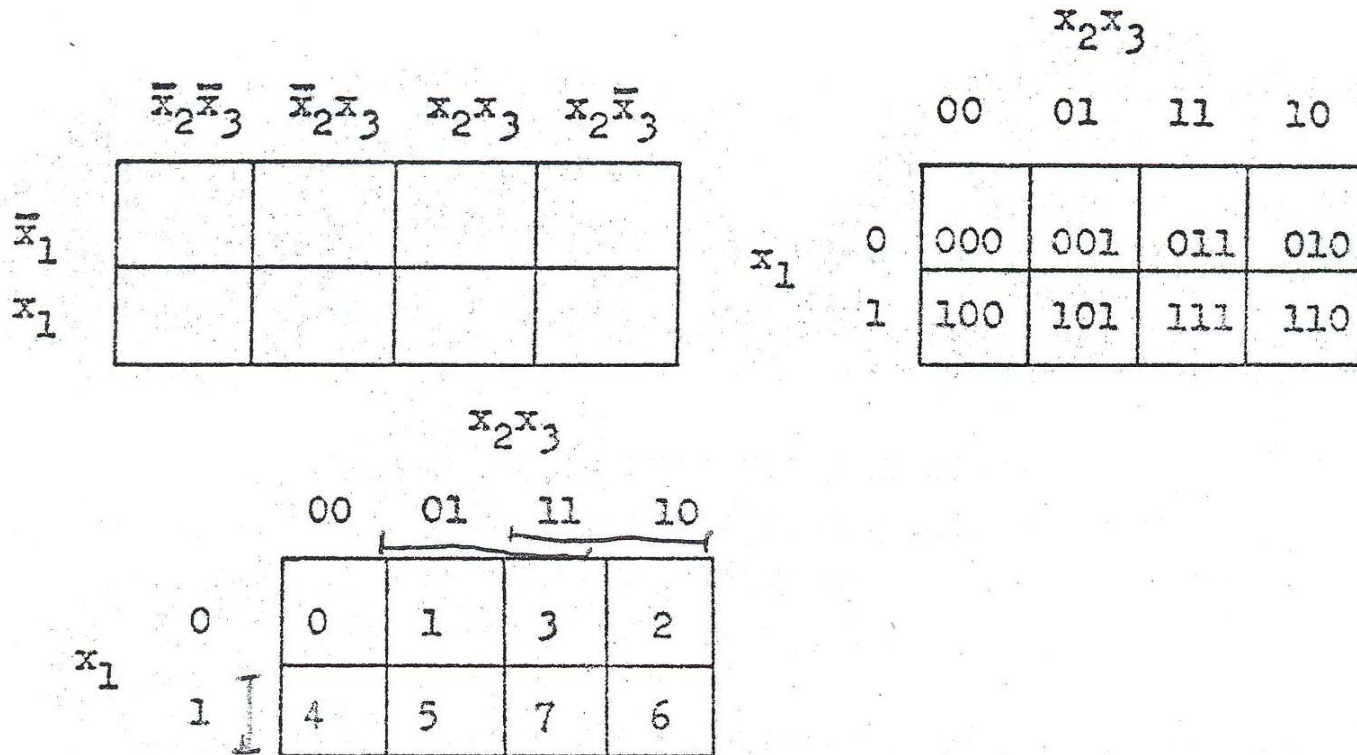 x̄₂x̄₃ x̄₂x₃ x₂x₃ x₂x̄₃
x̄₁
x₁
x₂x₃
00 01 11 10
x₁
0 000 001 011 010
1 100 101 111 110
x₂x₃
00 01 11 10
x₁
0 0 1 3 2
1 4 5 7 6